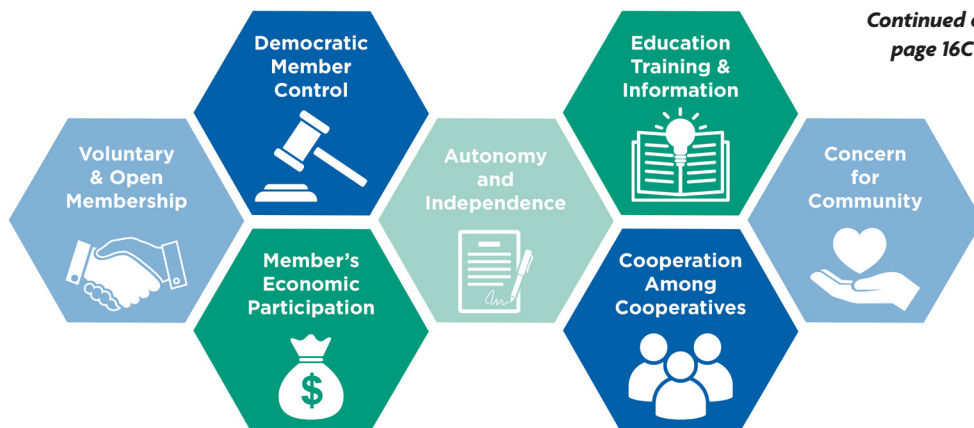 Continued
page 16C
Democratic
Member
Control
Education
Training &
Information
Voluntary
& Open
Membership
Autonomy
and
Independence
Concern
for
Community
Member's
Economic
Participation
$
Cooperation
Among
Cooperatives